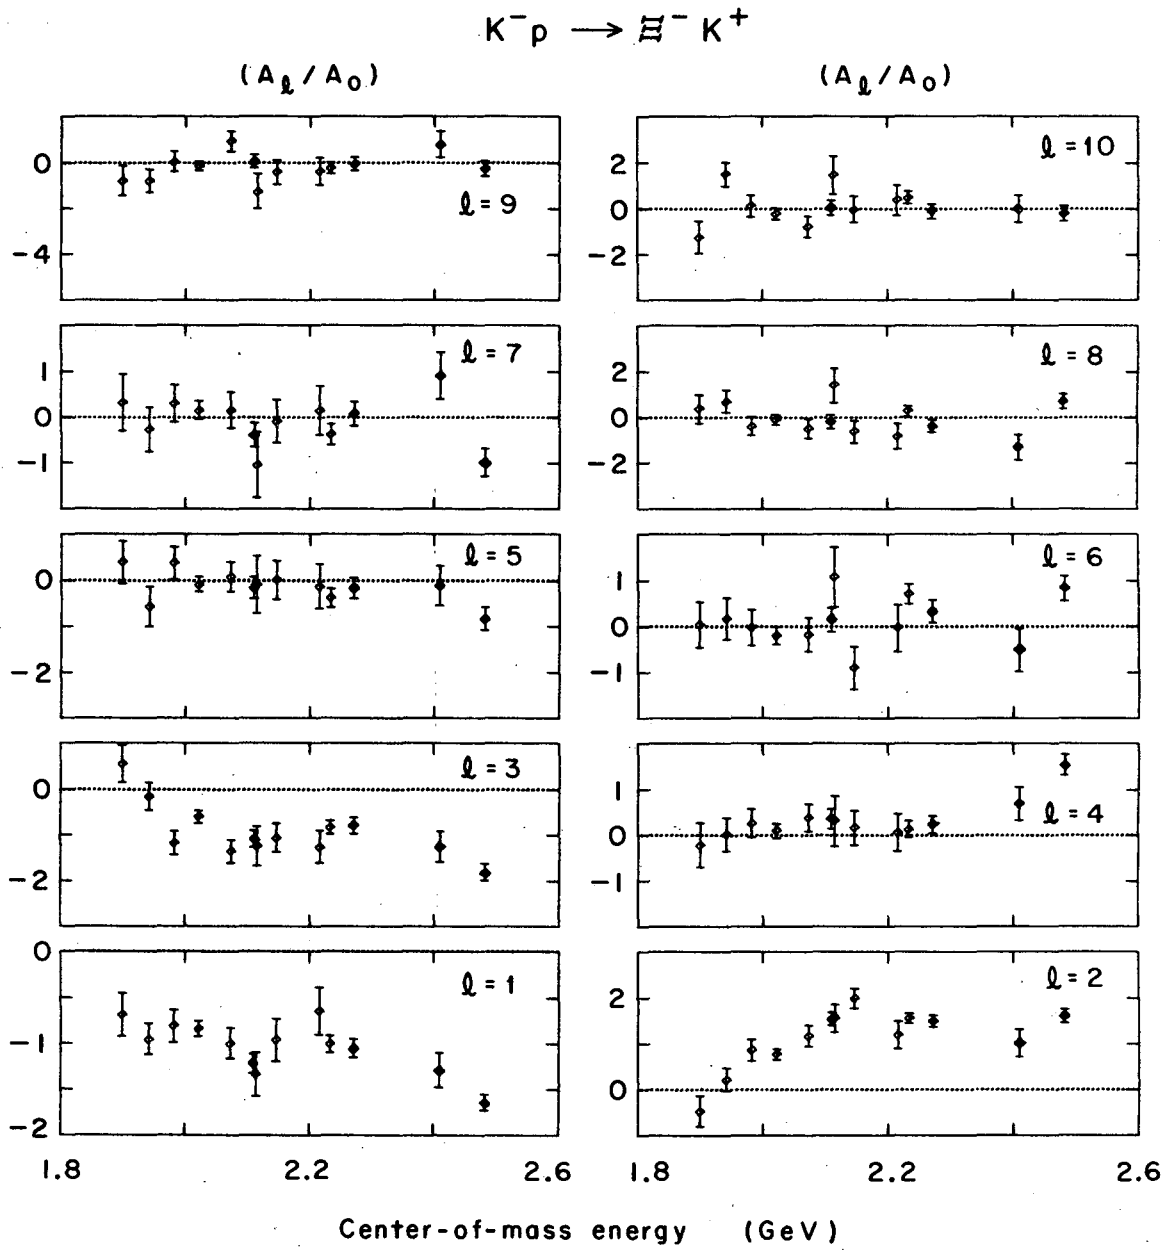 K⁻p → Ξ⁻ K⁺
(Aℓ / A₀) (Aℓ / A₀)
0
-4
ℓ = 9
2
0
-2
ℓ = 10
1
0
-1
ℓ = 7
2
0
-2
ℓ = 8
0
-2
ℓ = 5
1
0
-1
ℓ = 6
0
-2
ℓ = 3
1
0
-1
ℓ = 4
0
-1
-2
ℓ = 1
2
0
ℓ = 2
1.8 2.2 2.6 1.8 2.2 2.6
Center-of-mass energy (GeV)